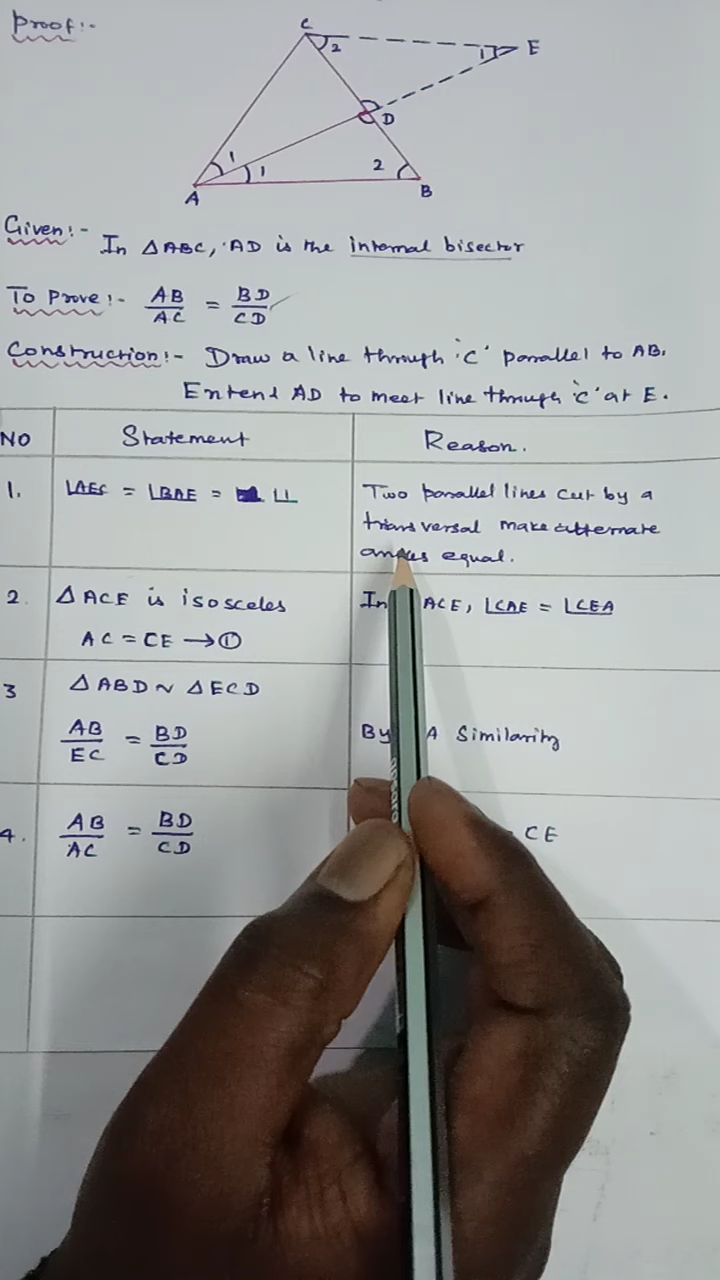 Proof:-
C
2
1
E
D
1
1
2
A
B
Given:- In △ABC, AD is the internal bisector
To Prove:- AB/AC = BD/CD
Construction:- Draw a line through 'C' parallel to AB.
Extend AD to meet line through 'C' at E.
NO Statement Reason.
1. ∠AEC = ∠BAE = ∠1
Two parallel lines cut by a
transversal make alternate
angles equal.
2. △ACE is isosceles
AC = CE → ①
In ACE, ∠CAE = ∠CEA
3 △ABD ~ △ECD
AB/EC = BD/CD
By A Similarity
4. AB/AC = BD/CD
CE